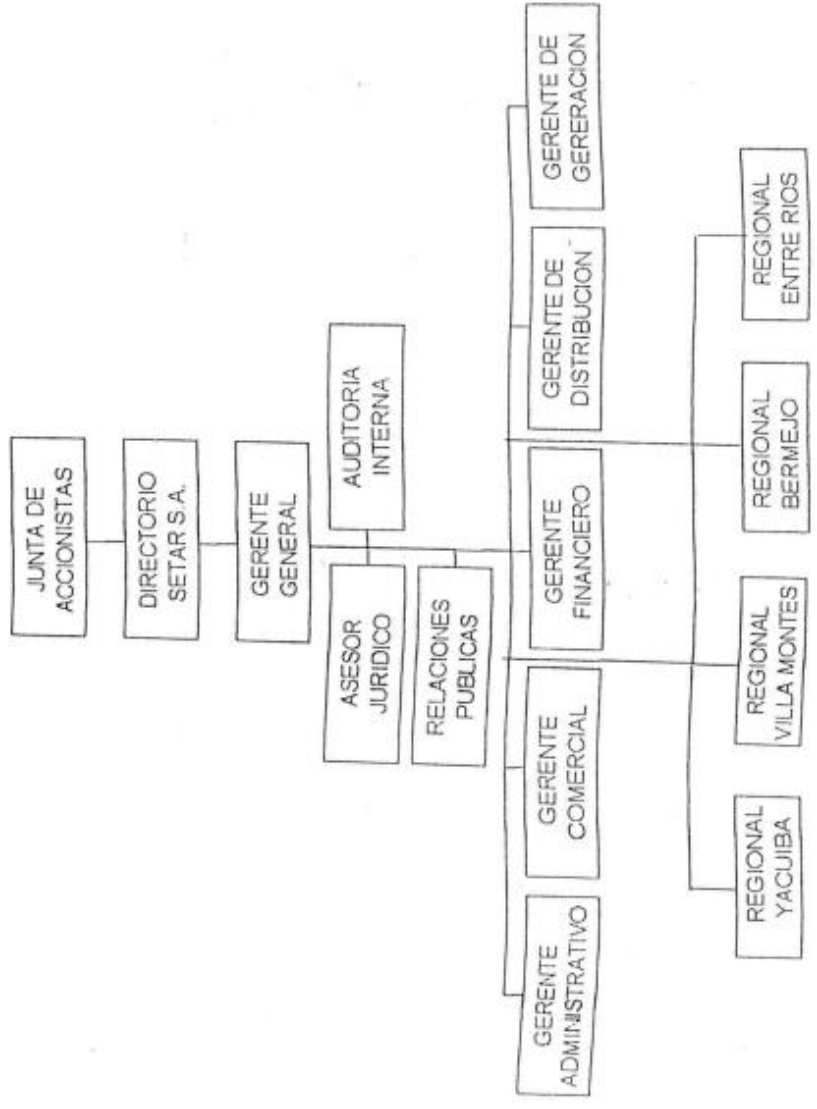 JUNTA DE
ACCIONISTAS
DIRECTORIO
SETAR S.A.
GERENTE
GENERAL
ASESOR
JURIDICO
AUDITORIA
INTERNA
RELACIONES
PUBLICAS
GERENTE
ADMINISTRATIVO
GERENTE
COMERCIAL
GERENTE
FINANCIERO
GERENTE DE
DISTRIBUCION
GERENTE DE
GERERACION
REGIONAL
YACUIBA
REGIONAL
VILLA MONTES
REGIONAL
BERMEJO
REGIONAL
ENTRE RIOS